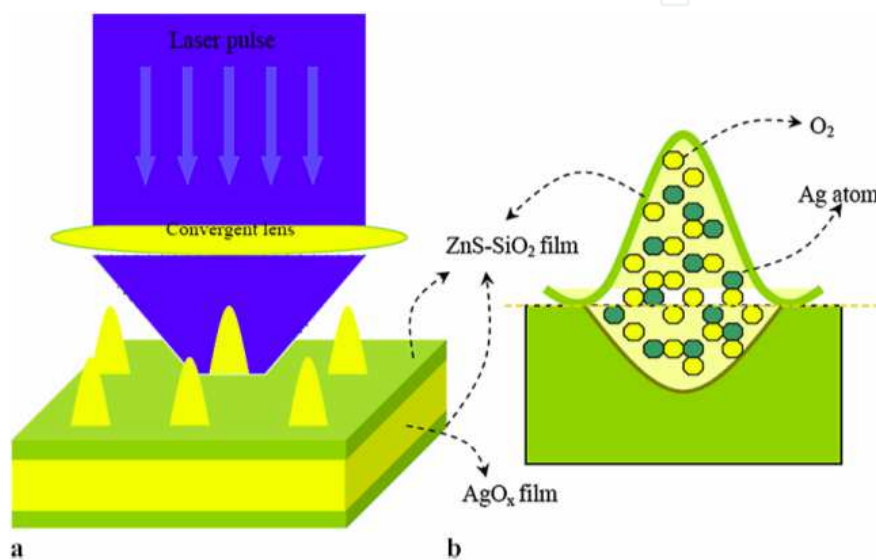 Laser pulse
Convergent lens
O₂
Ag atom
ZnS-SiO₂ film
AgOₓ film
a
b